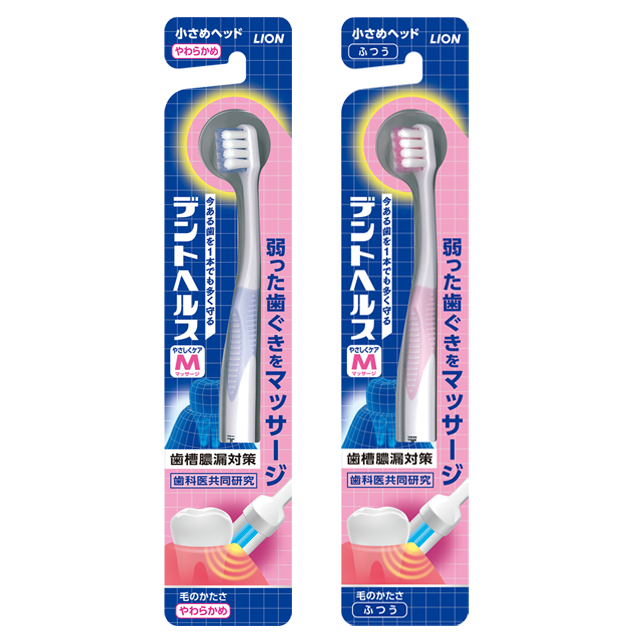 小さめヘッド
LION
やわらかめ
デントヘルス
今ある歯を1本でも多く守る
弱った歯ぐきをマッサージ
やさしくケア
M
マッサージ
歯槽膿漏対策
歯科医共同研究
毛のかたさ
やわらかめ
小さめヘッド
LION
ふつう
デントヘルス
今ある歯を1本でも多く守る
弱った歯ぐきをマッサージ
やさしくケア
M
マッサージ
歯槽膿漏対策
歯科医共同研究
毛のかたさ
ふつう